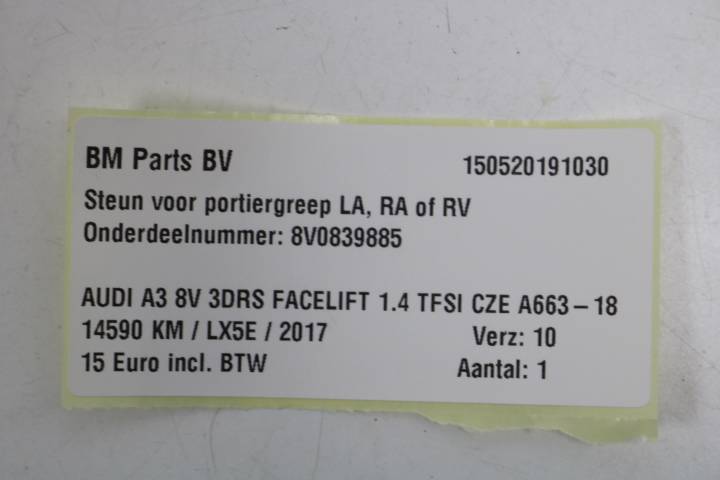 BM Parts BV 150520191030
Steun voor portiergreep LA, RA of RV
Onderdeelnummer: 8V0839885
AUDI A3 8V 3DRS FACELIFT 1.4 TFSI CZE A663-18
14590 KM / LX5E / 2017 Verz: 10
15 Euro incl. BTW Aantal: 1